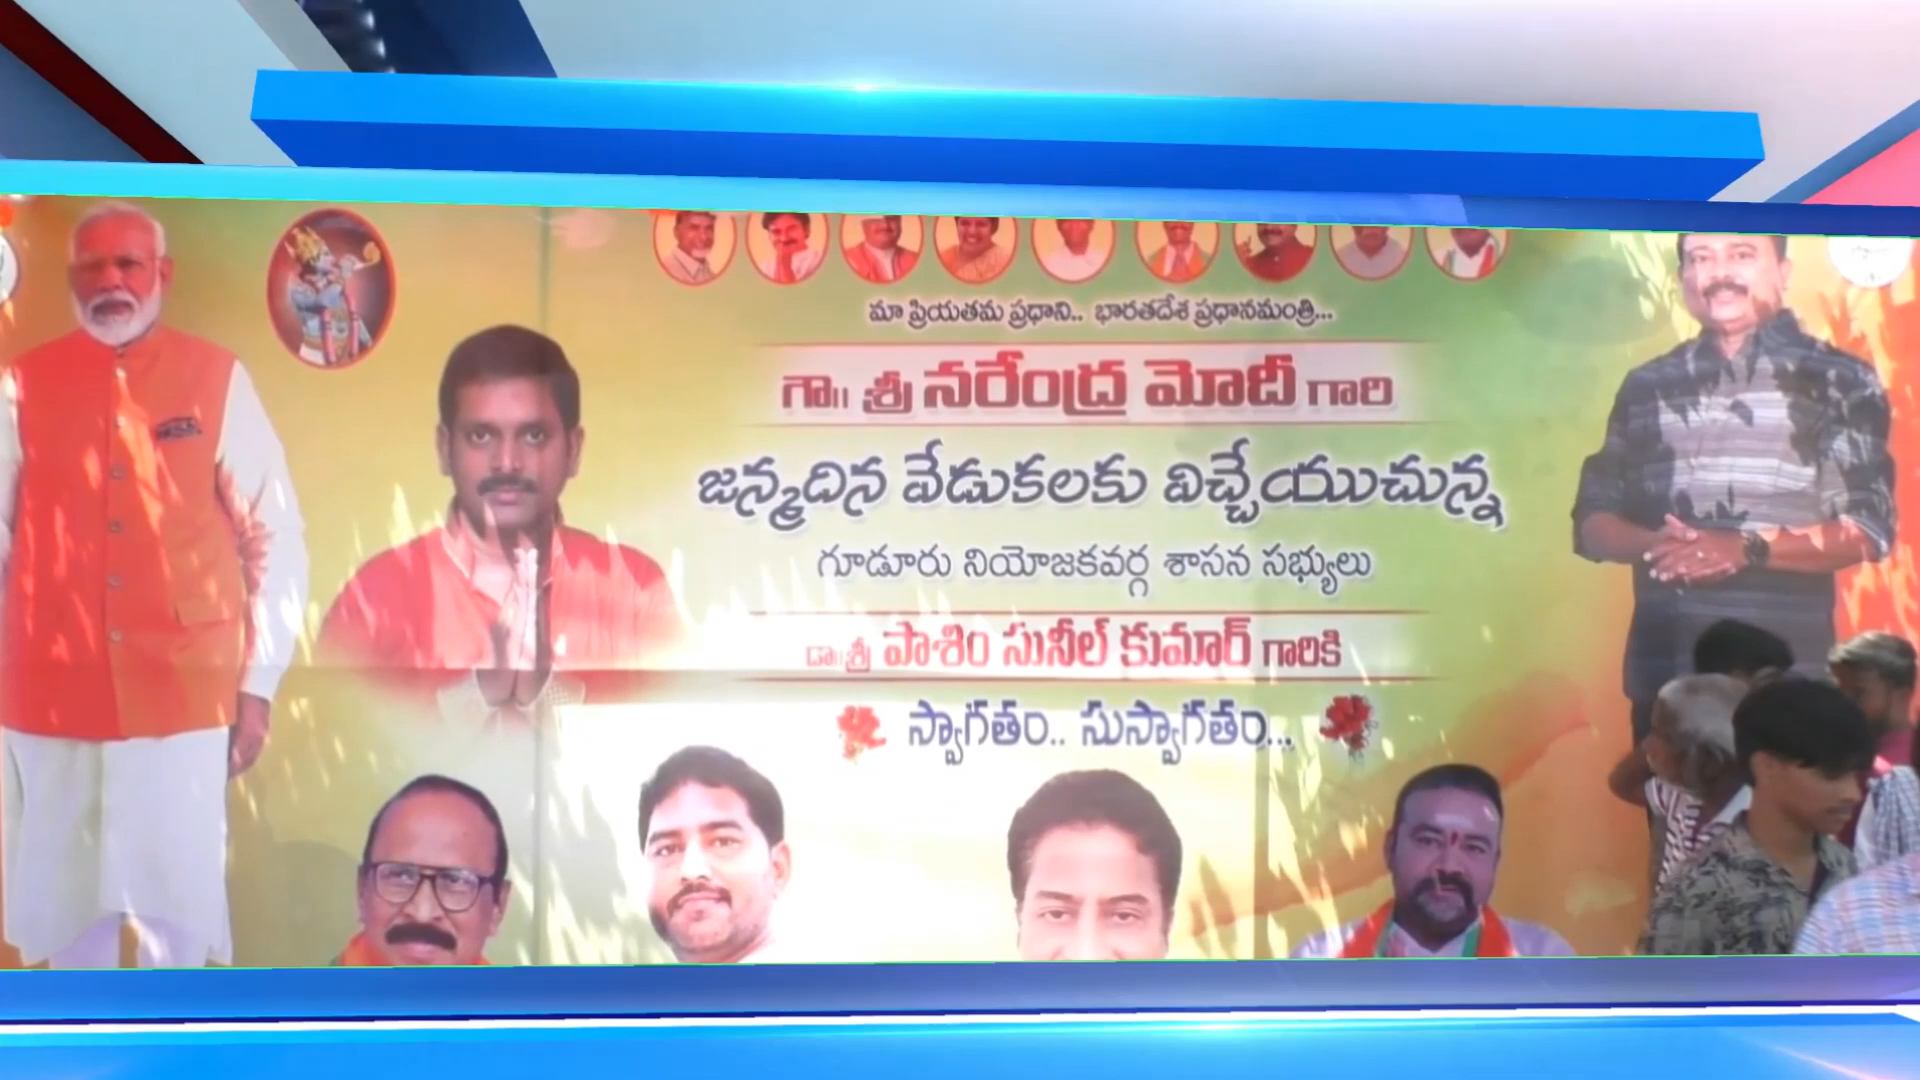 మా ప్రియతమ ప్రధాని.. భారతదేశ ప్రధానమంత్రి...
గౌ|| శ్రీ నరేంద్ర మోదీ గారి
జన్మదిన వేడుకలకు విచ్చేయుచున్న
గూడూరు నియోజకవర్గ శాసన సభ్యులు
డా||శ్రీ పాశిం సునీల్ కుమార్ గారికి
స్వాగతం.. సుస్వాగతం...